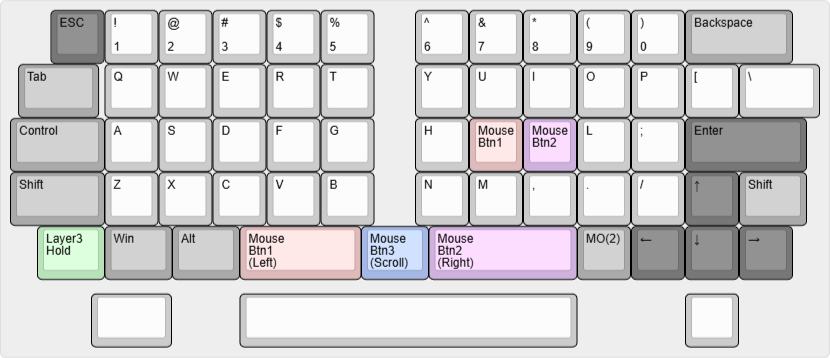 ESC ! @ # $ % ^ & * ( ) Backspace
1 2 3 4 5 6 7 8 9 0
Tab Q W E R T Y U I O P [ \
Control A S D F G H Mouse Mouse L ; Enter
Btn1 Btn2
Shift Z X C V B N M , . / ↑ Shift
Layer3 Win Alt Mouse Mouse Mouse MO(2) ← ↓ →
Hold Btn1 Btn3 Btn2
(Left) (Scroll) (Right)